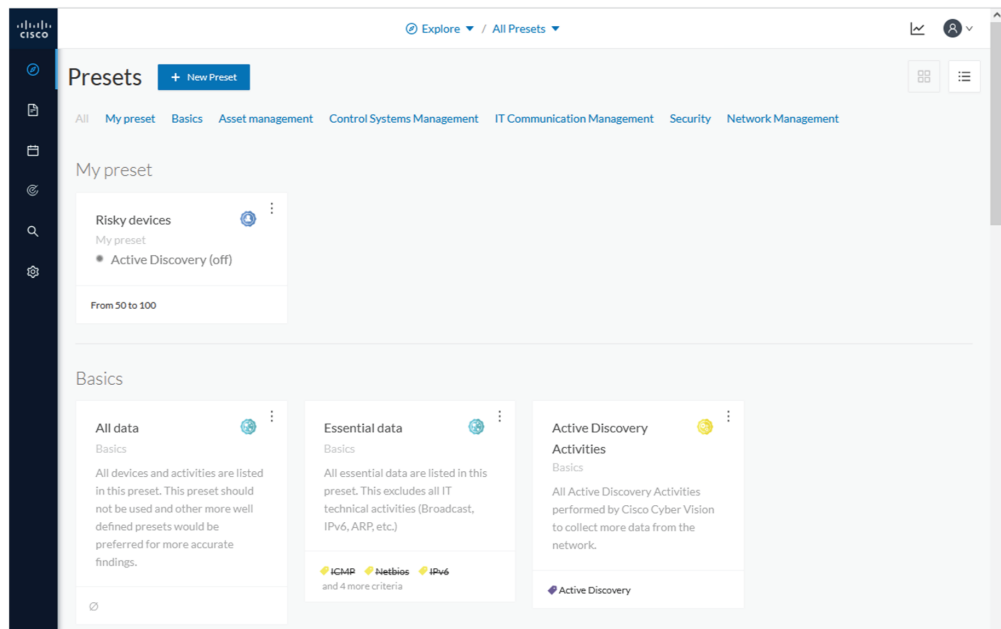 CISCO
Explore / All Presets
Presets
+ New Preset
All My preset Basics Asset management Control Systems Management IT Communication Management Security Network Management
My preset
Risky devices
My preset
Active Discovery (off)
From 50 to 100
Basics
All data
Basics
All devices and activities are listed
in this preset. This preset should
not be used and other more well
defined presets would be
preferred for more accurate
findings.
Essential data
Basics
All essential data are listed in this
preset. This excludes all IT
technical activities (Broadcast,
IPv6, ARP, etc.)
ICMP Netbios IPv6
and 4 more criteria
Active Discovery
Activities
Basics
All Active Discovery Activities
performed by Cisco Cyber Vision
to collect more data from the
network.
Active Discovery